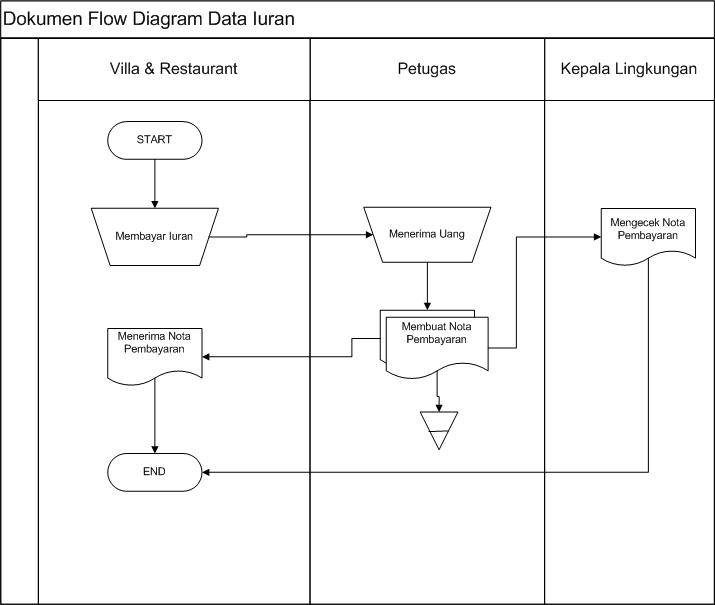 Dokumen Flow Diagram Data Iuran
Villa & Restaurant
Petugas
Kepala Lingkungan
START
Membayar Iuran
Menerima Uang
Mengecek Nota
Pembayaran
Menerima Nota
Pembayaran
Membuat Nota
Pembayaran
END